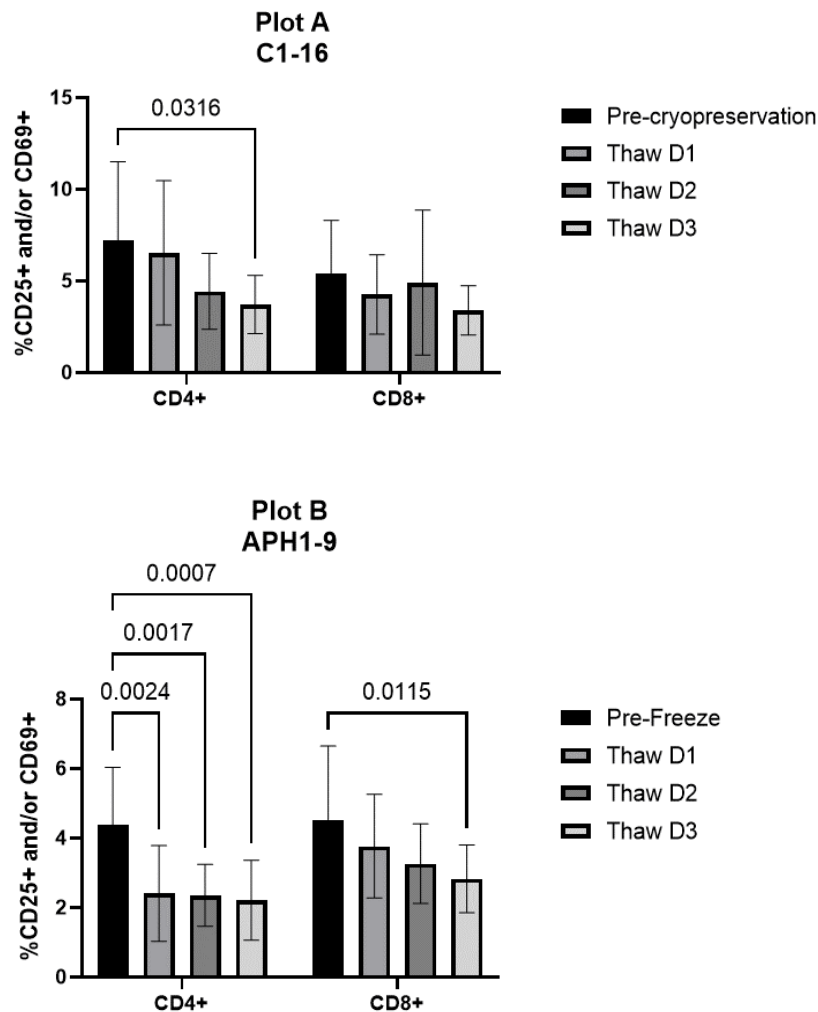 Plot A
C1-16
%CD25+ and/or CD69+
15
10
5
0
0.0316
CD4+
CD8+
Pre-cryopreservation
Thaw D1
Thaw D2
Thaw D3
Plot B
APH1-9
%CD25+ and/or CD69+
8
6
4
2
0
0.0007
0.0017
0.0024
0.0115
CD4+
CD8+
Pre-Freeze
Thaw D1
Thaw D2
Thaw D3